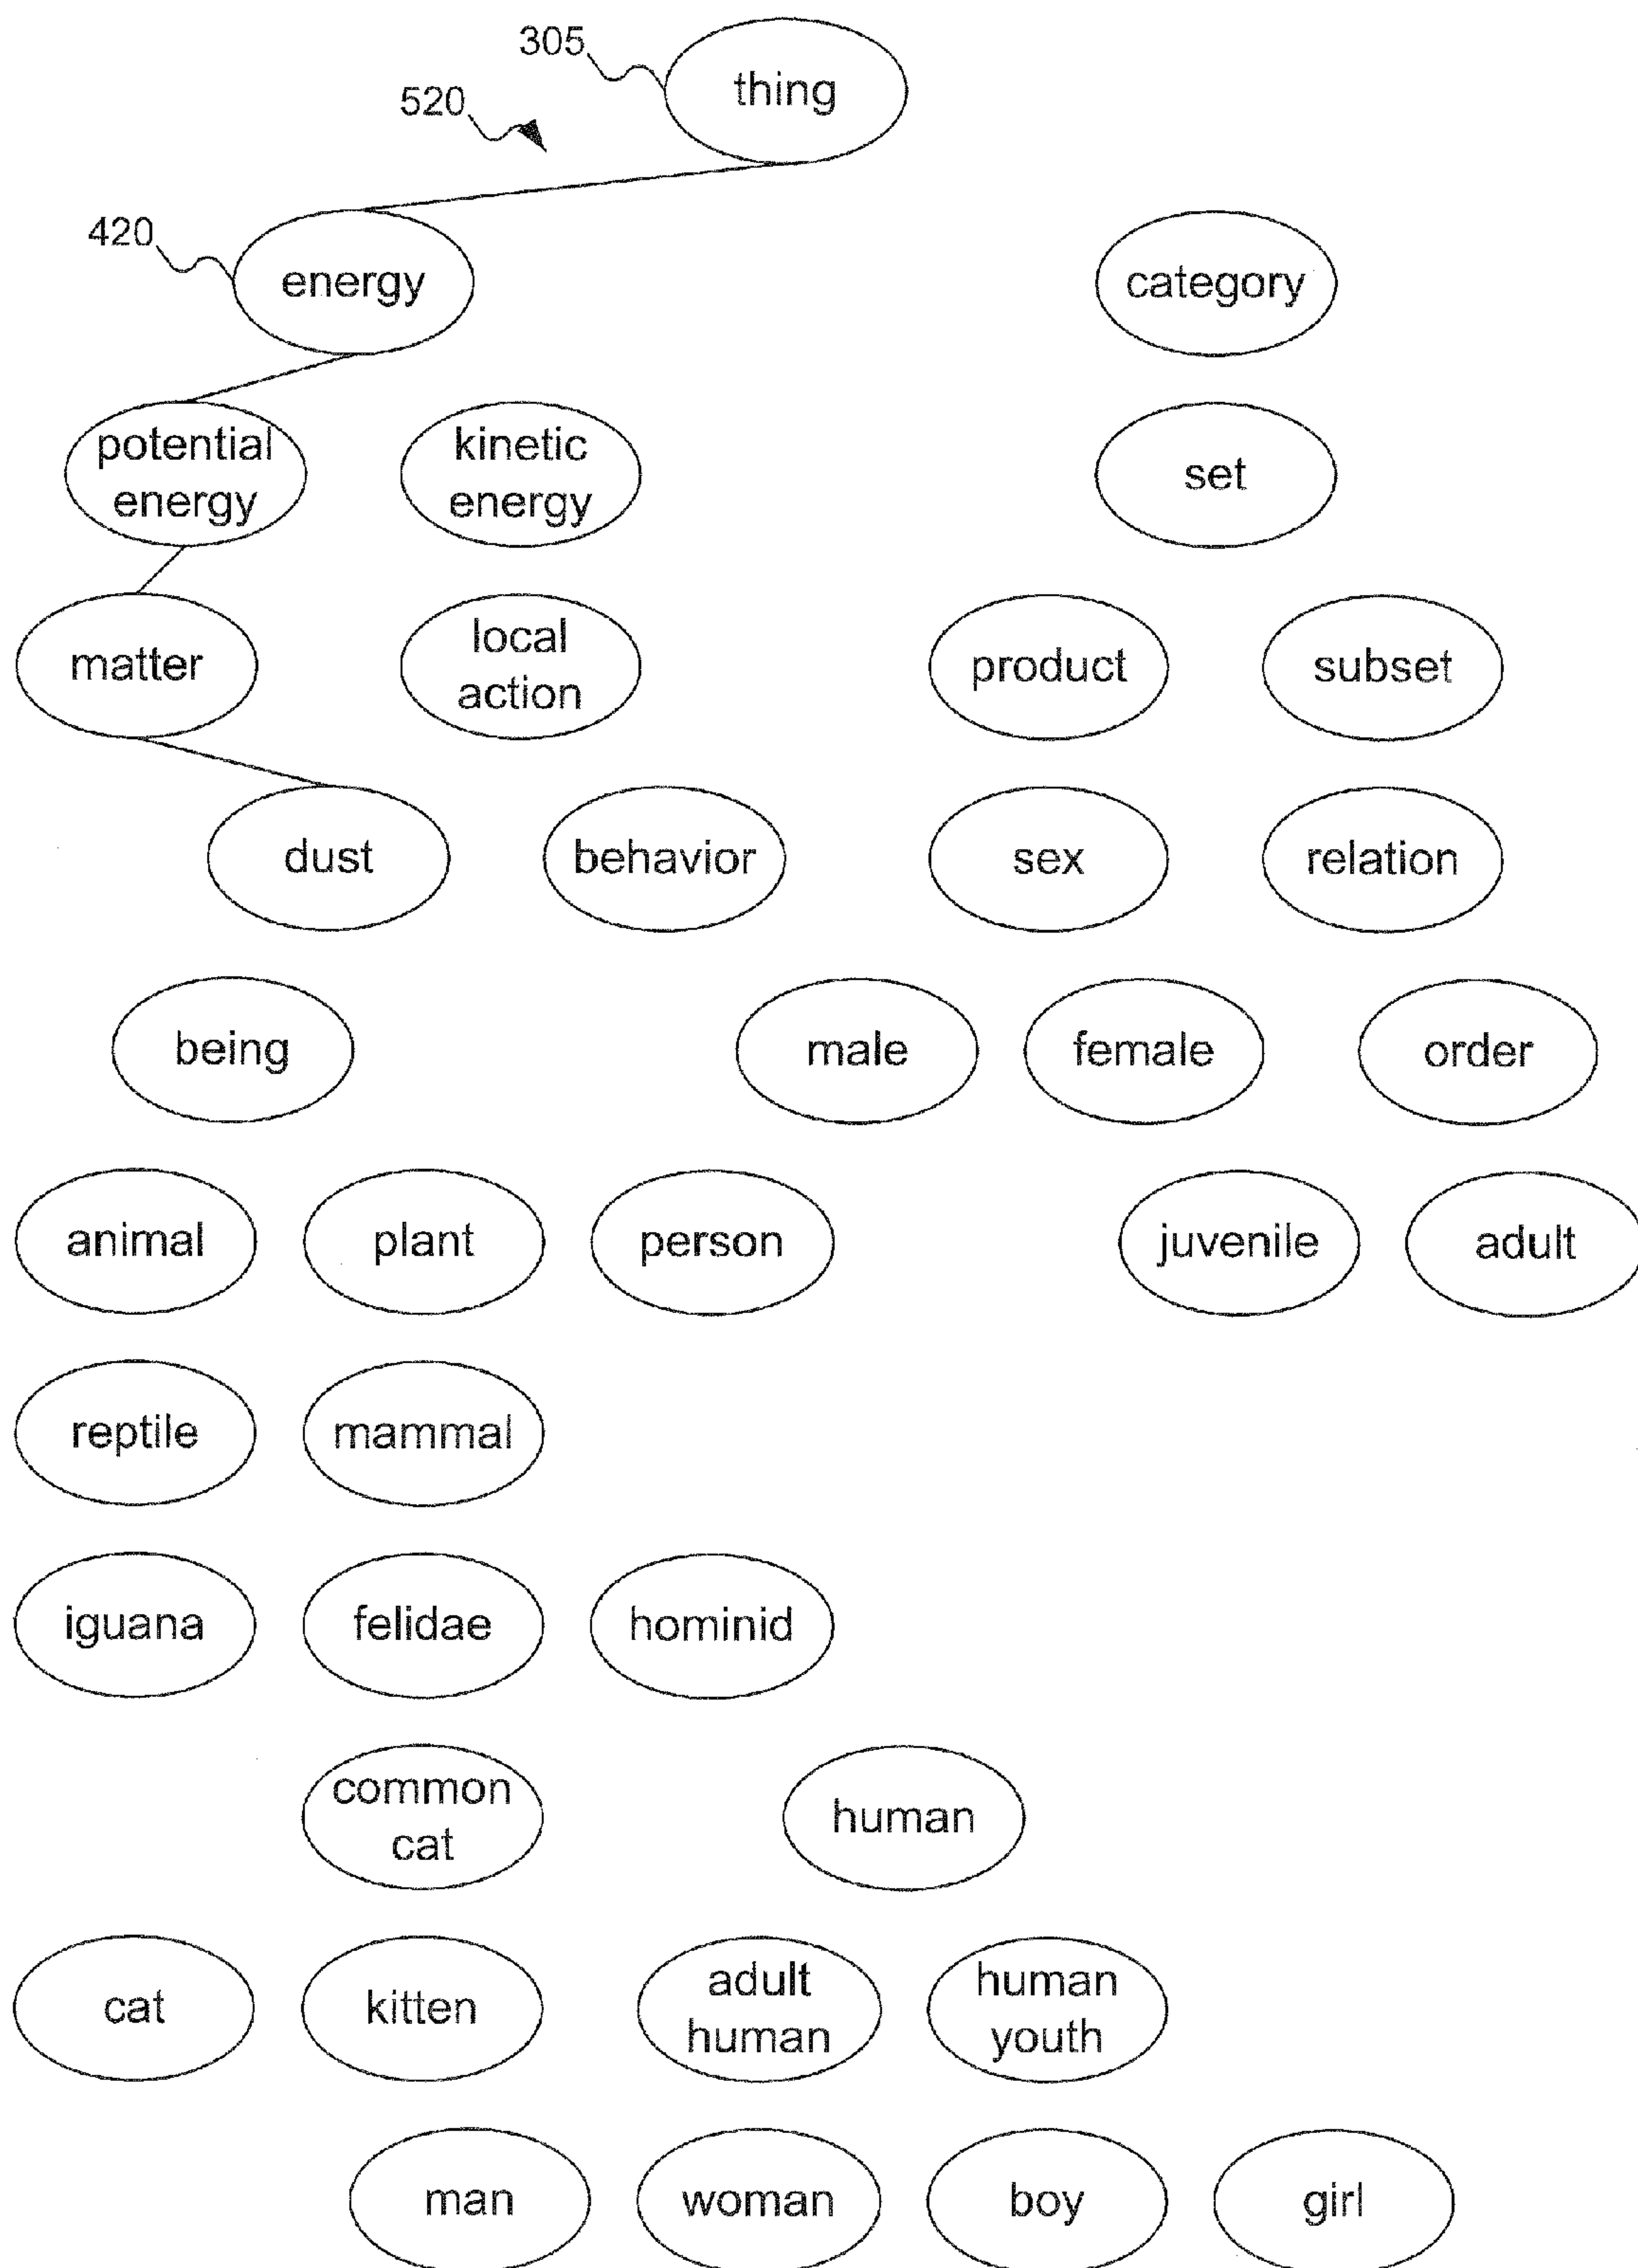 305
thing
520
420
energy
category
potential
energy
kinetic
energy
set
matter
local
action
product
subset
dust
behavior
sex
relation
being
male
female
order
animal
plant
person
juvenile
adult
reptile
mammal
iguana
felidae
hominid
common
cat
human
cat
kitten
adult
human
human
youth
man
woman
boy
girl